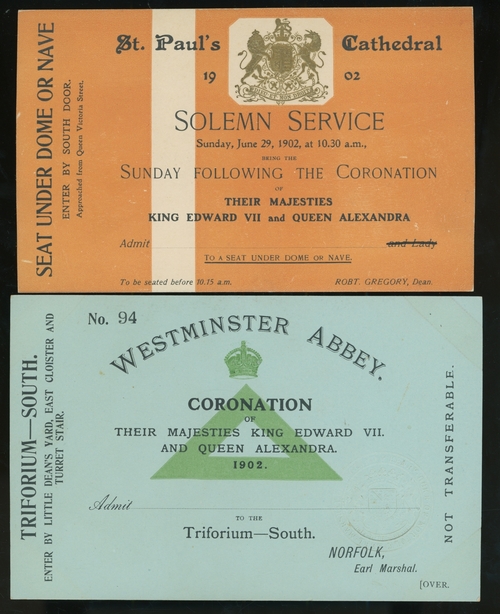 SEAT UNDER DOME OR NAVE
ENTER BY SOUTH DOOR.
Approached from Queen Victoria Street.
St. Paul's Cathedral
19 02
SOLEMN SERVICE
Sunday, June 29, 1902, at 10.30 a.m.,
BEING THE
SUNDAY FOLLOWING THE CORONATION
OF
THEIR MAJESTIES
KING EDWARD VII and QUEEN ALEXANDRA
Admit and Lady
TO A SEAT UNDER DOME OR NAVE.
To be seated before 10.15 a.m. ROBT. GREGORY, Dean
TRIFORIUM—SOUTH.
ENTER BY LITTLE DEAN'S YARD, EAST CLOISTER AND
TURRET STAIR.
No. 94
WESTMINSTER ABBEY.
CORONATION
OF
THEIR MAJESTIES KING EDWARD VII.
AND QUEEN ALEXANDRA.
1902.
Admit
TO THE
Triforium—South.
NORFOLK,
Earl Marshal.
[OVER.
NOT TRANSFERABLE.